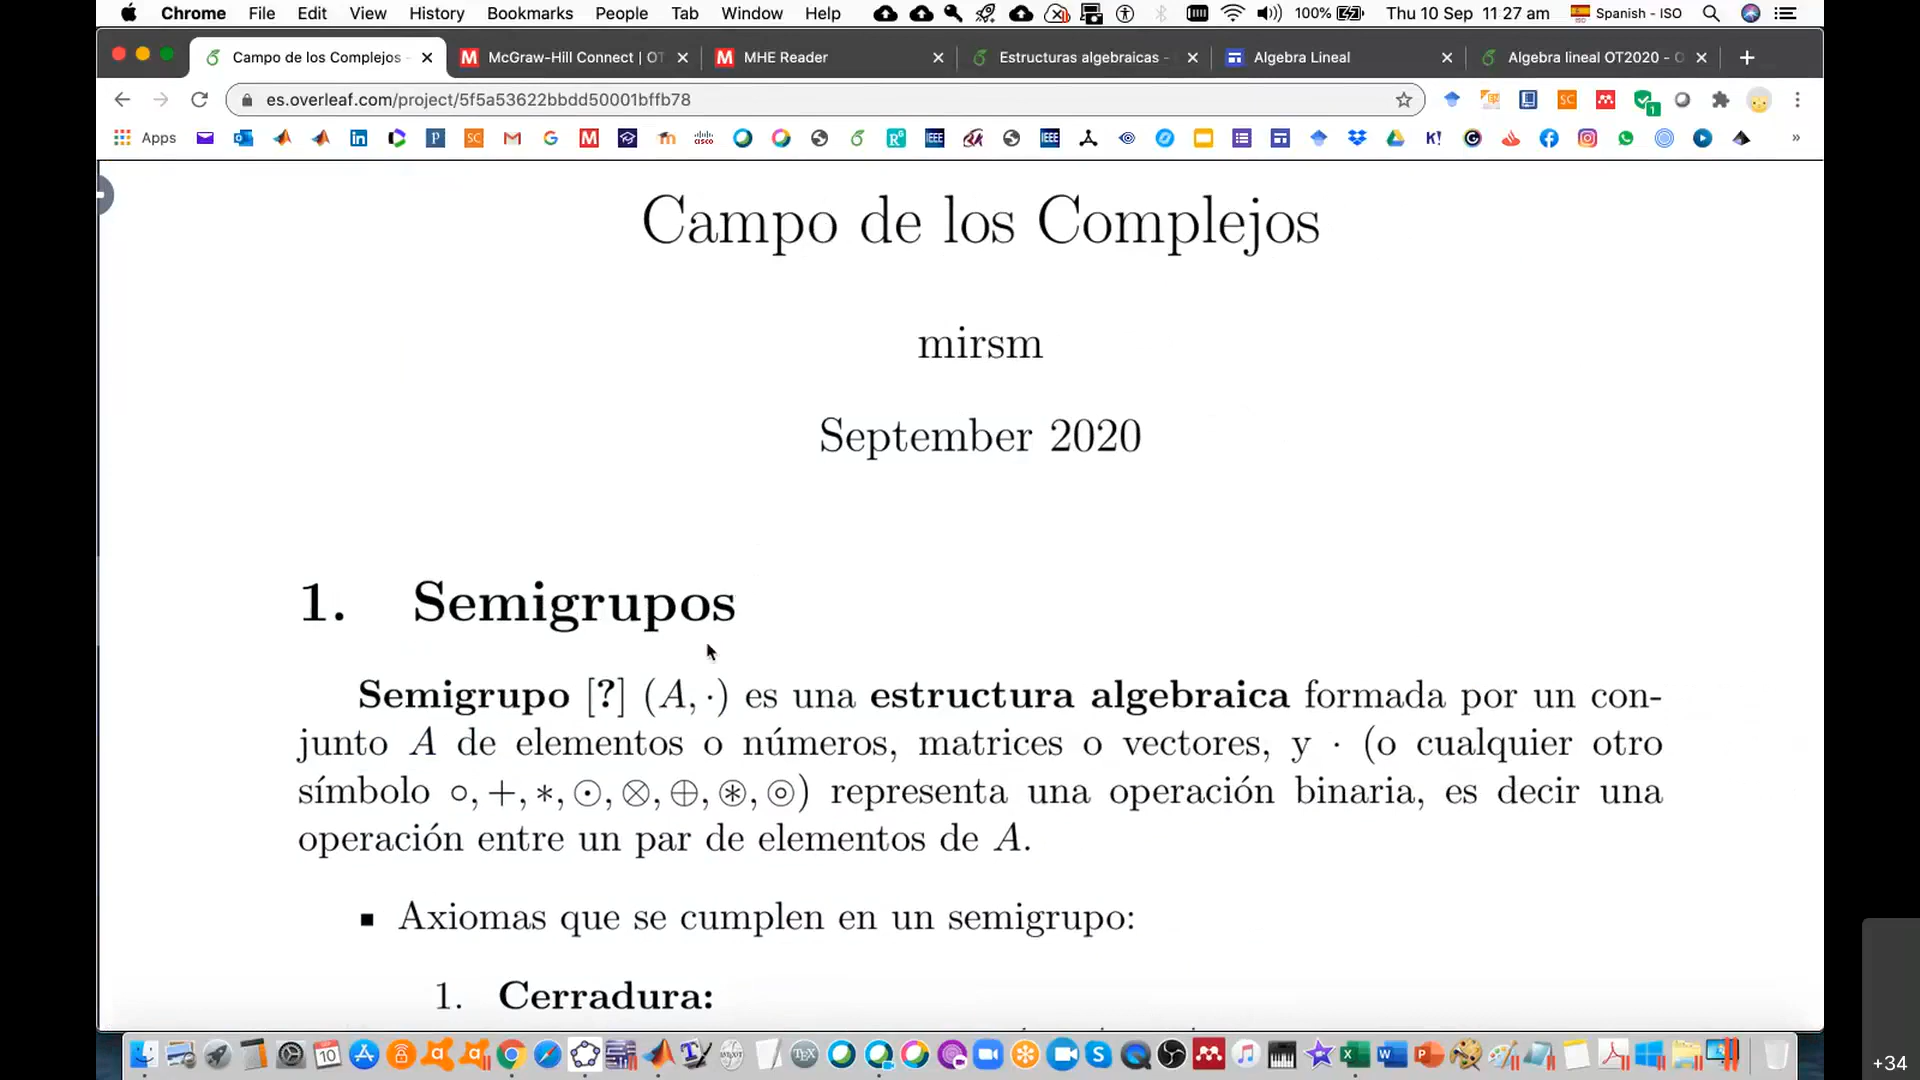 Chrome File Edit View History Bookmarks People Tab Window Help 100% Thu 10 Sep 11:27 am Spanish - ISO
Campo de los Complejos - McGraw-Hill Connect | OT MHE Reader Estructuras algebraicas - Algebra Lineal Algebra lineal OT2020 - O
es.overleaf.com/project/5f5a53622bbdd50001bffb78
Apps
Campo de los Complejos
mirsm
September 2020
1. Semigrupos
Semigrupo [?] (A, ·) es una estructura algebraica formada por un con-
junto A de elementos o números, matrices o vectores, y · (o cualquier otro
símbolo ∘, +, *, ⊙, ⊗, ⊕, ⊛, ⊚) representa una operación binaria, es decir una
operación entre un par de elementos de A.
▪ Axiomas que se cumplen en un semigrupo:
1. Cerradura:
+34